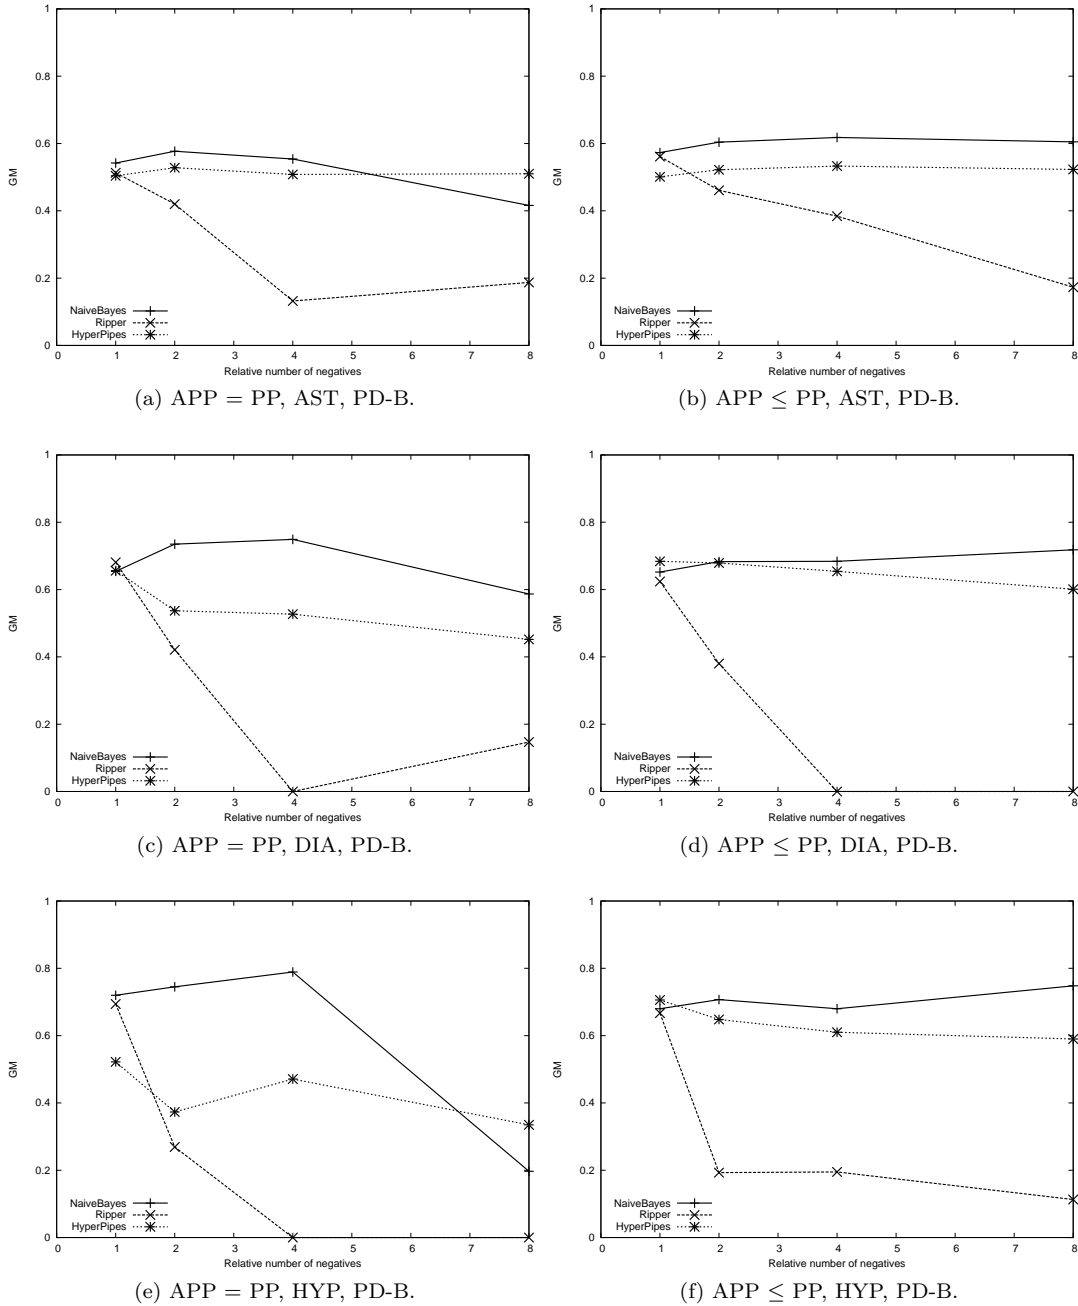 1
0.8
0.6
GM
0.4
0.2
NaiveBayes
Ripper
HyperPipes
0
0 1 2 3 4 5 6 7 8
Relative number of negatives
(a) APP = PP, AST, PD-B.
1
0.8
0.6
GM
0.4
0.2
NaiveBayes
Ripper
HyperPipes
0
0 1 2 3 4 5 6 7 8
Relative number of negatives
(b) APP ≤ PP, AST, PD-B.
1
0.8
0.6
GM
0.4
0.2
NaiveBayes
Ripper
HyperPipes
0
0 1 2 3 4 5 6 7 8
Relative number of negatives
(c) APP = PP, DIA, PD-B.
1
0.8
0.6
GM
0.4
0.2
NaiveBayes
Ripper
HyperPipes
0
0 1 2 3 4 5 6 7 8
Relative number of negatives
(d) APP ≤ PP, DIA, PD-B.
1
0.8
0.6
GM
0.4
0.2
NaiveBayes
Ripper
HyperPipes
0
0 1 2 3 4 5 6 7 8
Relative number of negatives
(e) APP = PP, HYP, PD-B.
1
0.8
0.6
GM
0.4
0.2
NaiveBayes
Ripper
HyperPipes
0
0 1 2 3 4 5 6 7 8
Relative number of negatives
(f) APP ≤ PP, HYP, PD-B.